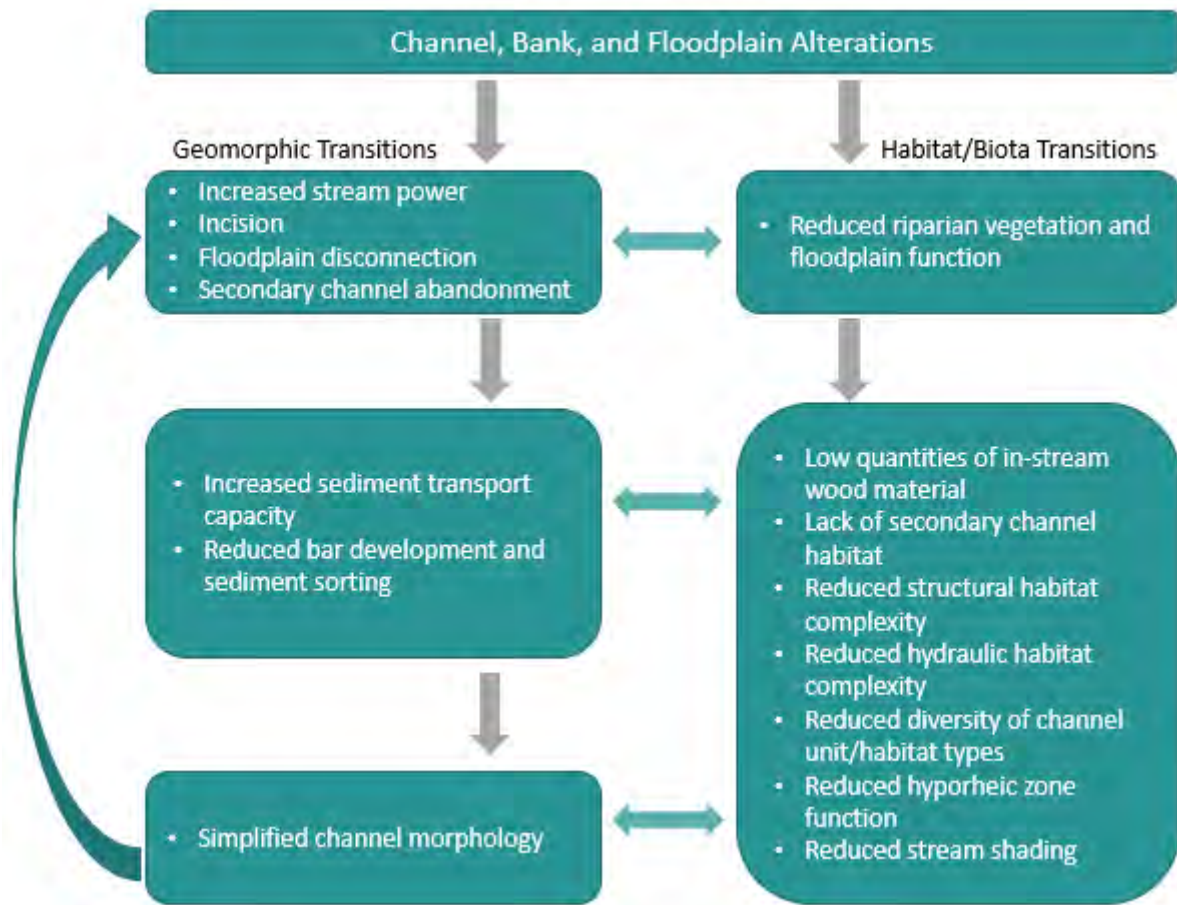 Channel, Bank, and Floodplain Alterations
Geomorphic Transitions
• Increased stream power
• Incision
• Floodplain disconnection
• Secondary channel abandonment
Habitat/Biota Transitions
• Reduced riparian vegetation and
floodplain function
• Increased sediment transport
capacity
• Reduced bar development and
sediment sorting
• Low quantities of in-stream
wood material
• Lack of secondary channel
habitat
• Reduced structural habitat
complexity
• Reduced hydraulic habitat
complexity
• Reduced diversity of channel
unit/habitat types
• Reduced hyporheic zone
function
• Reduced stream shading
• Simplified channel morphology